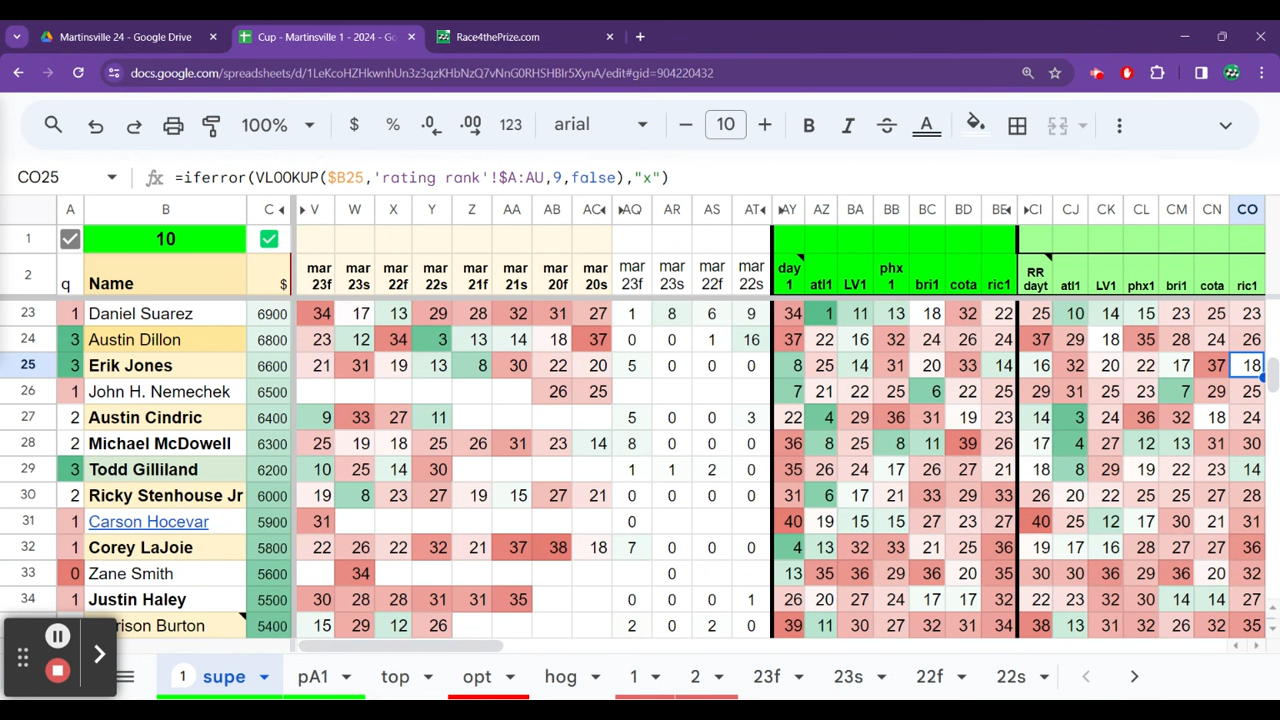 Martinsville 24 - Google Drive × Cup - Martinsville 1 - 2024 - Go × Race4thePrize.com × +
docs.google.com/spreadsheets/d/1LeKcoHZHkwnhUn3z3qzKHbNzQ7vNnG0RHSHBIr5XynA/edit#gid=904220432
100% $ % .0 .00 123 arial − 10 + B I S A
CO25 fx =iferror(VLOOKUP($B25,'rating rank'!$A:AU,9,false),"x")
A B C V W X Y Z AA AB AC AQ AR AS AT AY AZ BA BB BC BD BE CI CJ CK CL CM CN CO
1 10
2 q Name $ mar 23f mar 23s mar 22f mar 22s mar 21f mar 21s mar 20f mar 20s mar 23f mar 23s mar 22f mar 22s day 1 atl1 LV1 phx 1 bri1 cota ric1 RR dayt atl1 LV1 phx1 bri1 cota ric1
23 1 Daniel Suarez 6900 34 17 13 29 28 32 31 27 1 8 6 9 34 1 11 13 18 32 22 25 10 14 15 23 25 23
24 3 Austin Dillon 6800 23 12 34 3 13 14 18 37 0 0 1 16 37 22 16 32 24 26 24 37 29 18 35 28 24 26
25 3 Erik Jones 6600 21 31 19 13 8 30 22 20 5 0 0 0 8 25 14 31 20 33 14 16 32 20 22 17 37 18
26 1 John H. Nemechek 6500 26 25 7 21 22 25 6 22 23 29 31 25 23 7 29 25
27 2 Austin Cindric 6400 9 33 27 11 5 0 0 3 22 4 29 36 31 19 23 14 3 24 36 32 18 24
28 2 Michael McDowell 6300 25 19 18 25 26 31 23 14 8 0 0 0 36 8 25 8 11 39 26 17 4 27 12 13 31 30
29 3 Todd Gilliland 6200 10 25 14 30 1 1 2 0 35 26 24 17 26 27 21 18 8 29 19 22 23 14
30 2 Ricky Stenhouse Jr 6000 19 8 23 27 19 15 27 21 0 0 0 0 31 6 17 21 33 29 33 26 20 22 25 25 27 28
31 1 Carson Hocevar 5900 31 0 40 19 15 15 27 23 27 40 25 12 17 30 21 31
32 1 Corey LaJoie 5800 22 26 22 32 21 37 38 18 7 0 0 0 4 13 32 33 21 25 36 19 17 16 28 27 27 36
33 0 Zane Smith 5600 34 0 13 35 36 29 36 20 35 30 30 36 29 36 20 32
34 1 Justin Haley 5500 30 28 28 31 31 35 0 0 0 1 26 20 27 24 17 17 32 22 23 32 30 14 14 27
rison Burton 5400 15 29 12 26 2 0 2 0 39 11 30 27 32 31 34 38 13 31 32 26 32 35
1 supe pA1 top opt hog 1 2 23f 23s 22f 22s